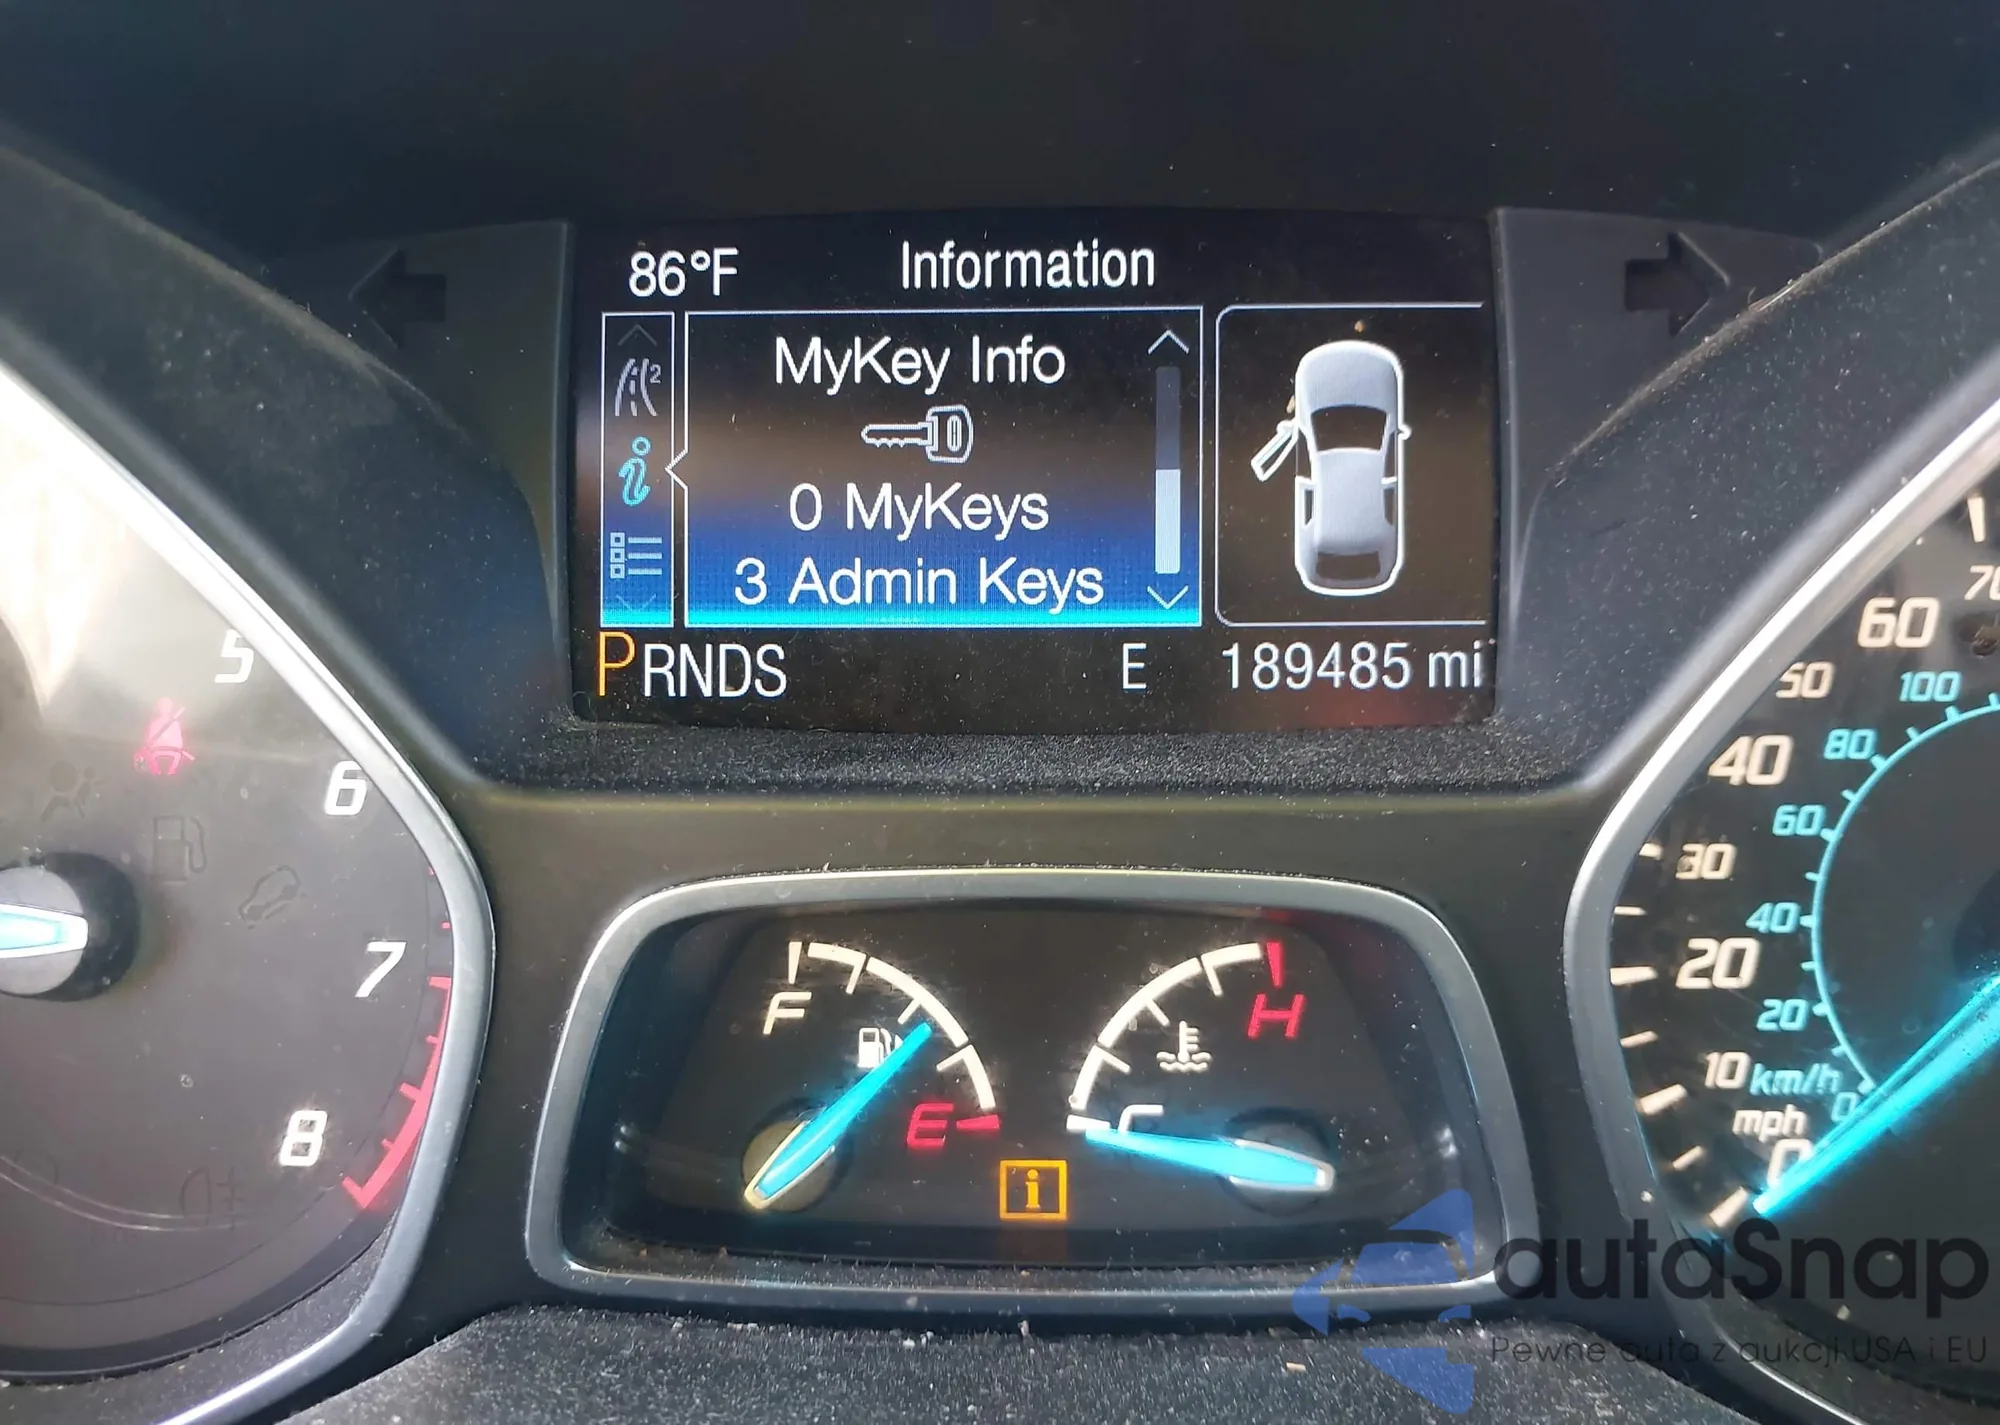 86°F Information
MyKey Info
0 MyKeys
3 Admin Keys
PRNDS E 189485 mi
5
6
7
8
F
E
H
C
i
70
60
50
40
30
20
10
0
mph
100
80
60
40
20
0
km/h
autaSnap
Pewne auta z aukcji USA i EU